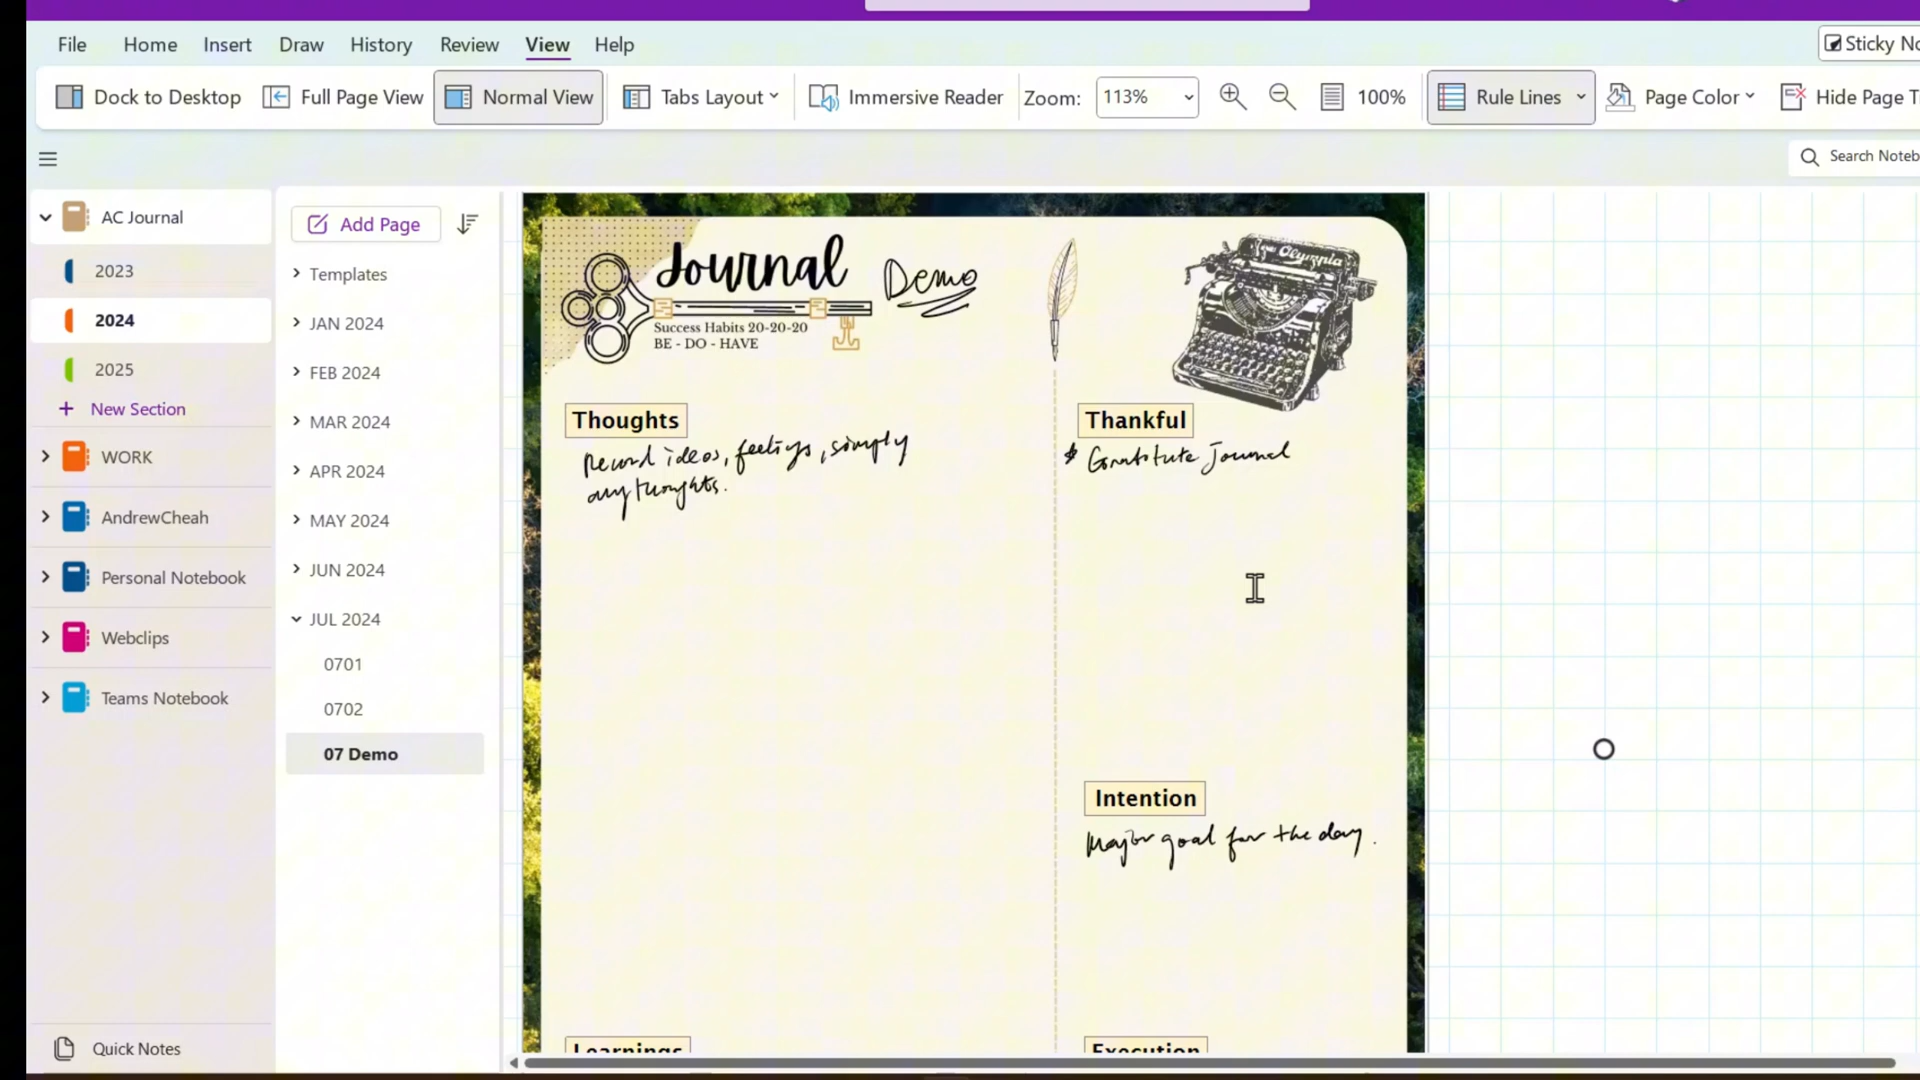 File Home Insert Draw History Review View Help
Sticky No
Dock to Desktop Full Page View Normal View Tabs Layout Immersive Reader Zoom: 113% 100% Rule Lines Page Color Hide Page Ti
Search Noteb
AC Journal
2023
2024
2025
New Section
WORK
AndrewCheah
Personal Notebook
Webclips
Teams Notebook
Quick Notes
Add Page
Templates
JAN 2024
FEB 2024
MAR 2024
APR 2024
MAY 2024
JUN 2024
JUL 2024
0701
0702
07 Demo
Journal Demo
Success Habits 20-20-20
BE - DO - HAVE
Olympia
Thoughts
Record ideas, feelings, simply
any thoughts.
Thankful
Gratitute Journal
Intention
Major goal for the day.
Learnings
Execution